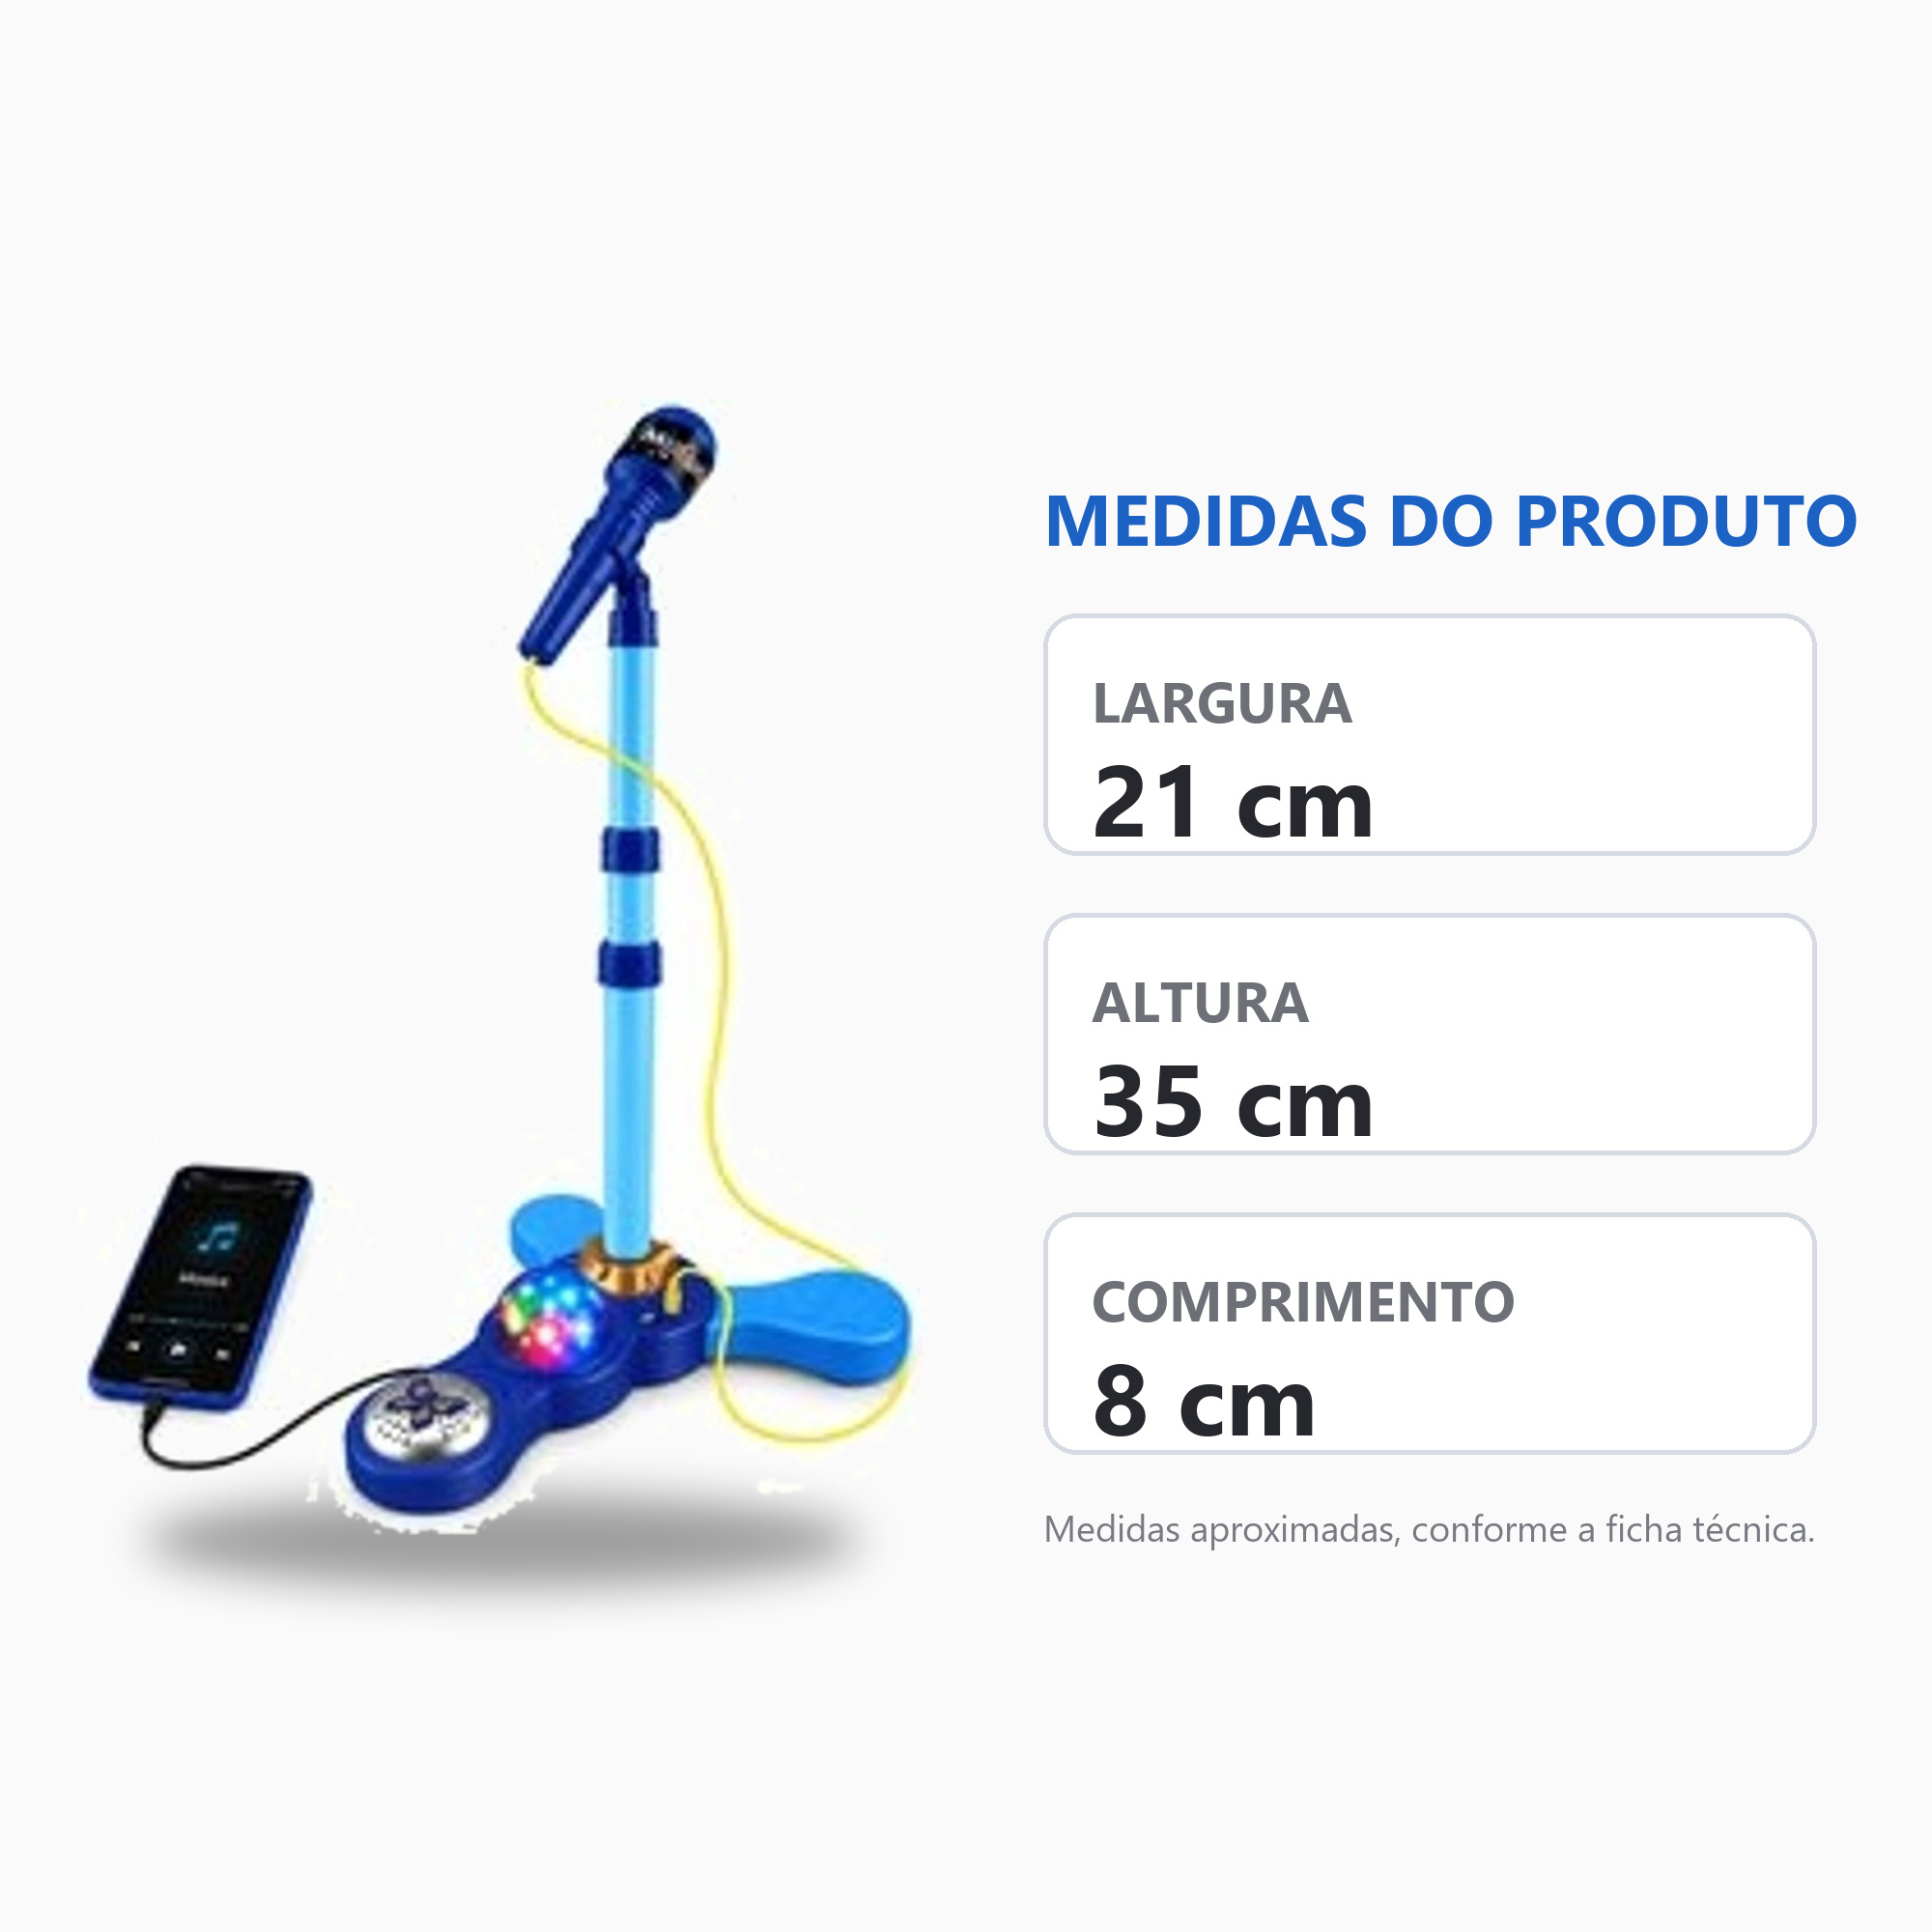 MEDIDAS DO PRODUTO
LARGURA
21 cm
ALTURA
35 cm
COMPRIMENTO
8 cm
Medidas aproximadas, conforme a ficha técnica.